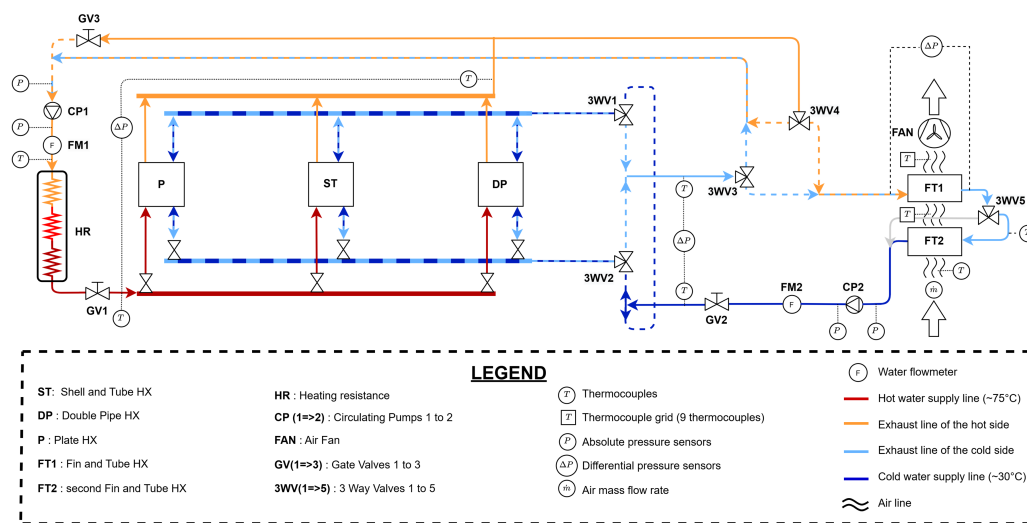 GV3
ΔP
P
T
3WV1
3WV4
CP1
FAN
P
ΔP
F FM1
T
T
P
ST
DP
3WV3
FT1
3WV5
T
HR
ΔP
FT2
T
T
3WV2
FM2
CP2
T
ṁ
GV1
T
T
GV2
F
P
P
LEGEND
ST: Shell and Tube HX
DP : Double Pipe HX
P : Plate HX
FT1 : Fin and Tube HX
FT2 : second Fin and Tube HX
HR : Heating resistance
CP (1=>2) : Circulating Pumps 1 to 2
FAN : Air Fan
GV(1=>3) : Gate Valves 1 to 3
3WV(1=>5) : 3 Way Valves 1 to 5
T Thermocouples
T Thermocouple grid (9 thermocouples)
P Absolute pressure sensors
ΔP Differential pressure sensors
ṁ Air mass flow rate
F Water flowmeter
Hot water supply line (~75°C)
Exhaust line of the hot side
Exhaust line of the cold side
Cold water supply line (~30°C)
Air line